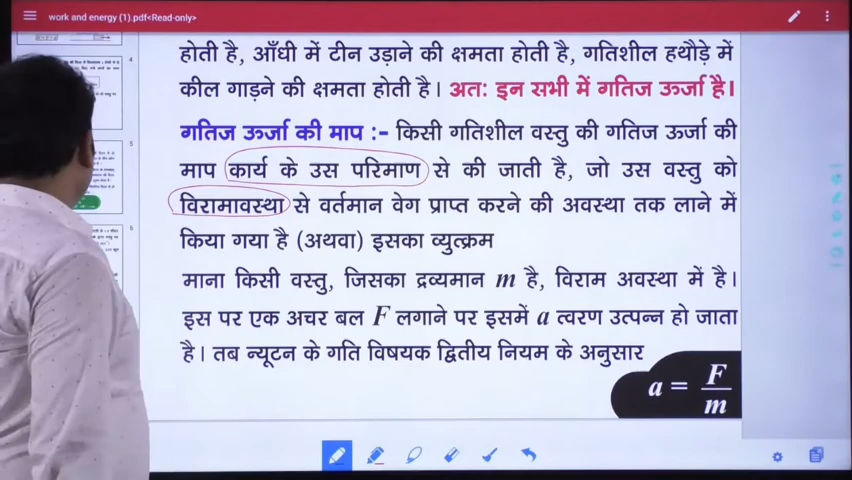 work and energy (1).pdf<Read-only>
होती है, आँधी में टीन उड़ाने की क्षमता होती है, गतिशील हथौड़े में
कील गाड़ने की क्षमता होती है। अतः इन सभी में गतिज ऊर्जा है।
गतिज ऊर्जा की माप :- किसी गतिशील वस्तु की गतिज ऊर्जा की
माप कार्य के उस परिमाण से की जाती है, जो उस वस्तु को
विरामावस्था से वर्तमान वेग प्राप्त करने की अवस्था तक लाने में
किया गया है (अथवा) इसका व्युत्क्रम
माना किसी वस्तु, जिसका द्रव्यमान m है, विराम अवस्था में है।
इस पर एक अचर बल F लगाने पर इसमें a त्वरण उत्पन्न हो जाता
है। तब न्यूटन के गति विषयक द्वितीय नियम के अनुसार
a = F/m
4
5
6